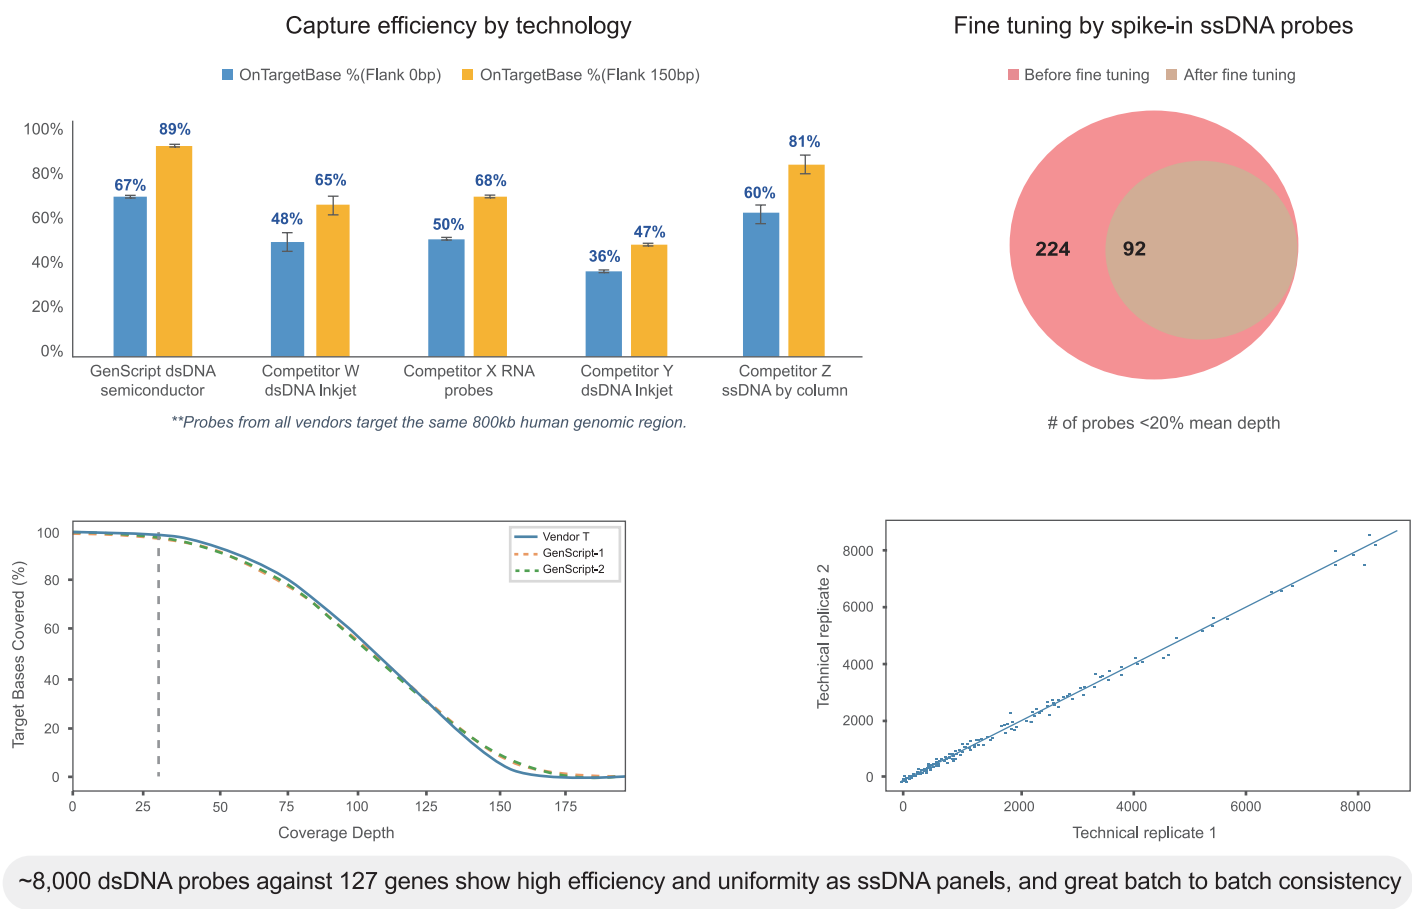 Capture efficiency by technology
OnTargetBase %(Flank 0bp)
OnTargetBase %(Flank 150bp)
100%
80%
60%
40%
20%
0%
67%
89%
48%
65%
50%
68%
36%
47%
60%
81%
GenScript dsDNA
semiconductor
Competitor W
dsDNA Inkjet
Competitor X RNA
probes
Competitor Y
dsDNA Inkjet
Competitor Z
ssDNA by column
**Probes from all vendors target the same 800kb human genomic region.
Fine tuning by spike-in ssDNA probes
Before fine tuning
After fine tuning
224
92
# of probes <20% mean depth
Target Bases Covered (%)
100
80
60
40
20
0
Vendor T
GenScript-1
GenScript-2
0
25
50
75
100
125
150
175
Coverage Depth
Technical replicate 2
8000
6000
4000
2000
0
0
2000
4000
6000
8000
Technical replicate 1
~8,000 dsDNA probes against 127 genes show high efficiency and uniformity as ssDNA panels, and great batch to batch consistency